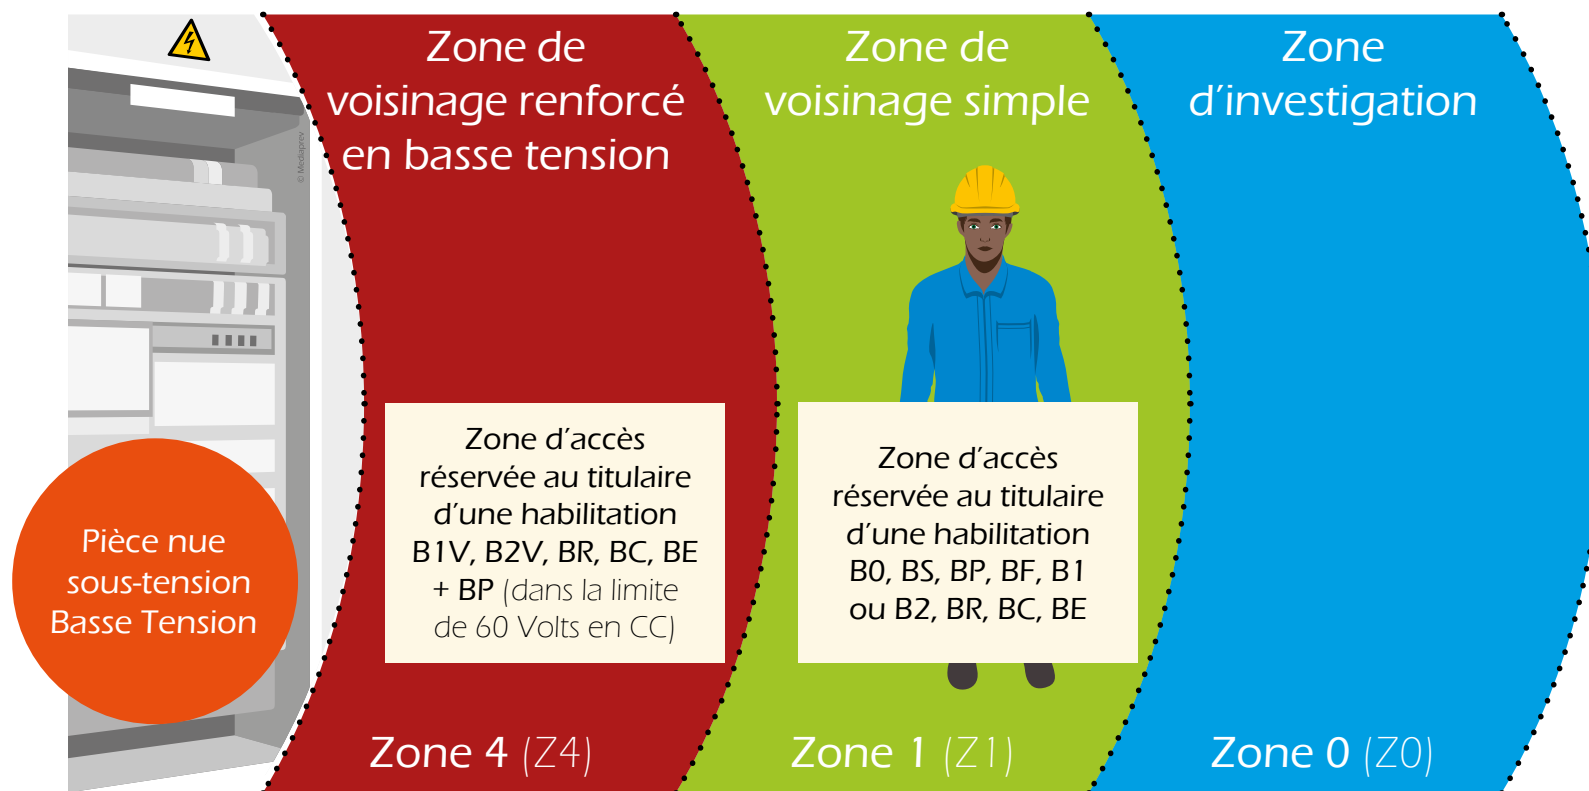 Zone de
voisinage renforcé
en basse tension
Zone de
voisinage simple
Zone
d'investigation
© Mediaprev
Zone d'accès
réservée au titulaire
d'une habilitation
B1V, B2V, BR, BC, BE
+ BP (dans la limite
de 60 Volts en CC)
Zone d'accès
réservée au titulaire
d'une habilitation
B0, BS, BP, BF, B1
ou B2, BR, BC, BE
Pièce nue
sous-tension
Basse Tension
Zone 4 (Z4)
Zone 1 (Z1)
Zone 0 (Z0)